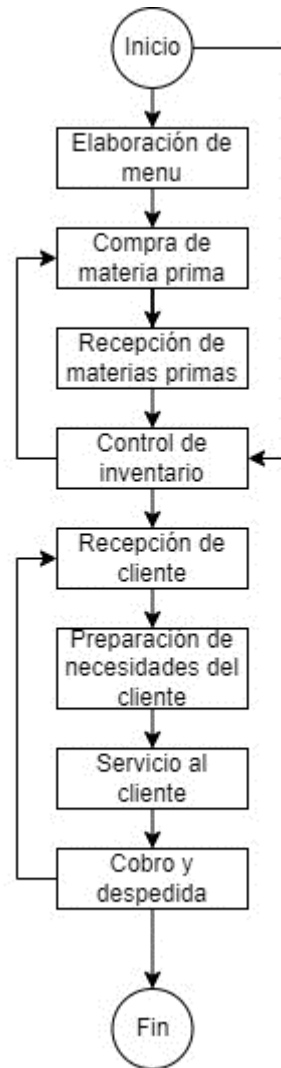 Inicio
Elaboración de
menu
Compra de
materia prima
Recepción de
materias primas
Control de
inventario
Recepción de
cliente
Preparación de
necesidades del
cliente
Servicio al
cliente
Cobro y
despedida
Fin